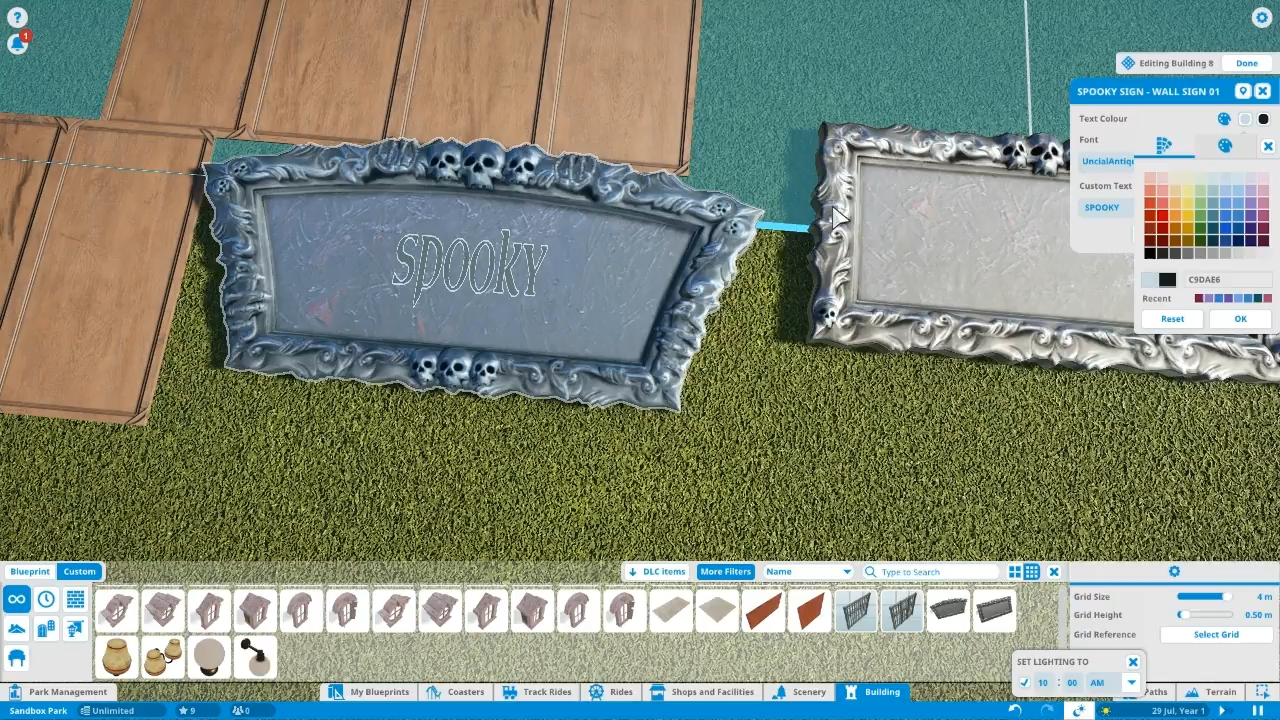 1
Editing Building 8
Done
SPOOKY SIGN - WALL SIGN 01
Text Colour
Font
UncialAntiqu
Custom Text
SPOOKY
C9DAE6
Recent
Reset
OK
SPOOKY
Blueprint
Custom
DLC items
More Filters
Name
Type to Search
Grid Size
4 m
Grid Height
0.50 m
Grid Reference
Select Grid
SET LIGHTING TO
10 : 00 AM
Park Management
My Blueprints
Coasters
Track Rides
Rides
Shops and Facilities
Scenery
Building
Paths
Terrain
Sandbox Park
Unlimited
9
0
29 Jul, Year 1